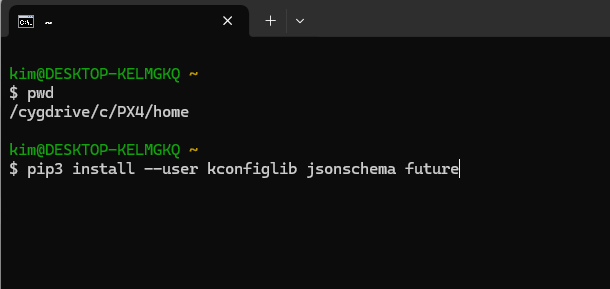 ~
kim@DESKTOP-KELMGKQ ~
$ pwd
/cygdrive/c/PX4/home
kim@DESKTOP-KELMGKQ ~
$ pip3 install --user kconfiglib jsonschema future